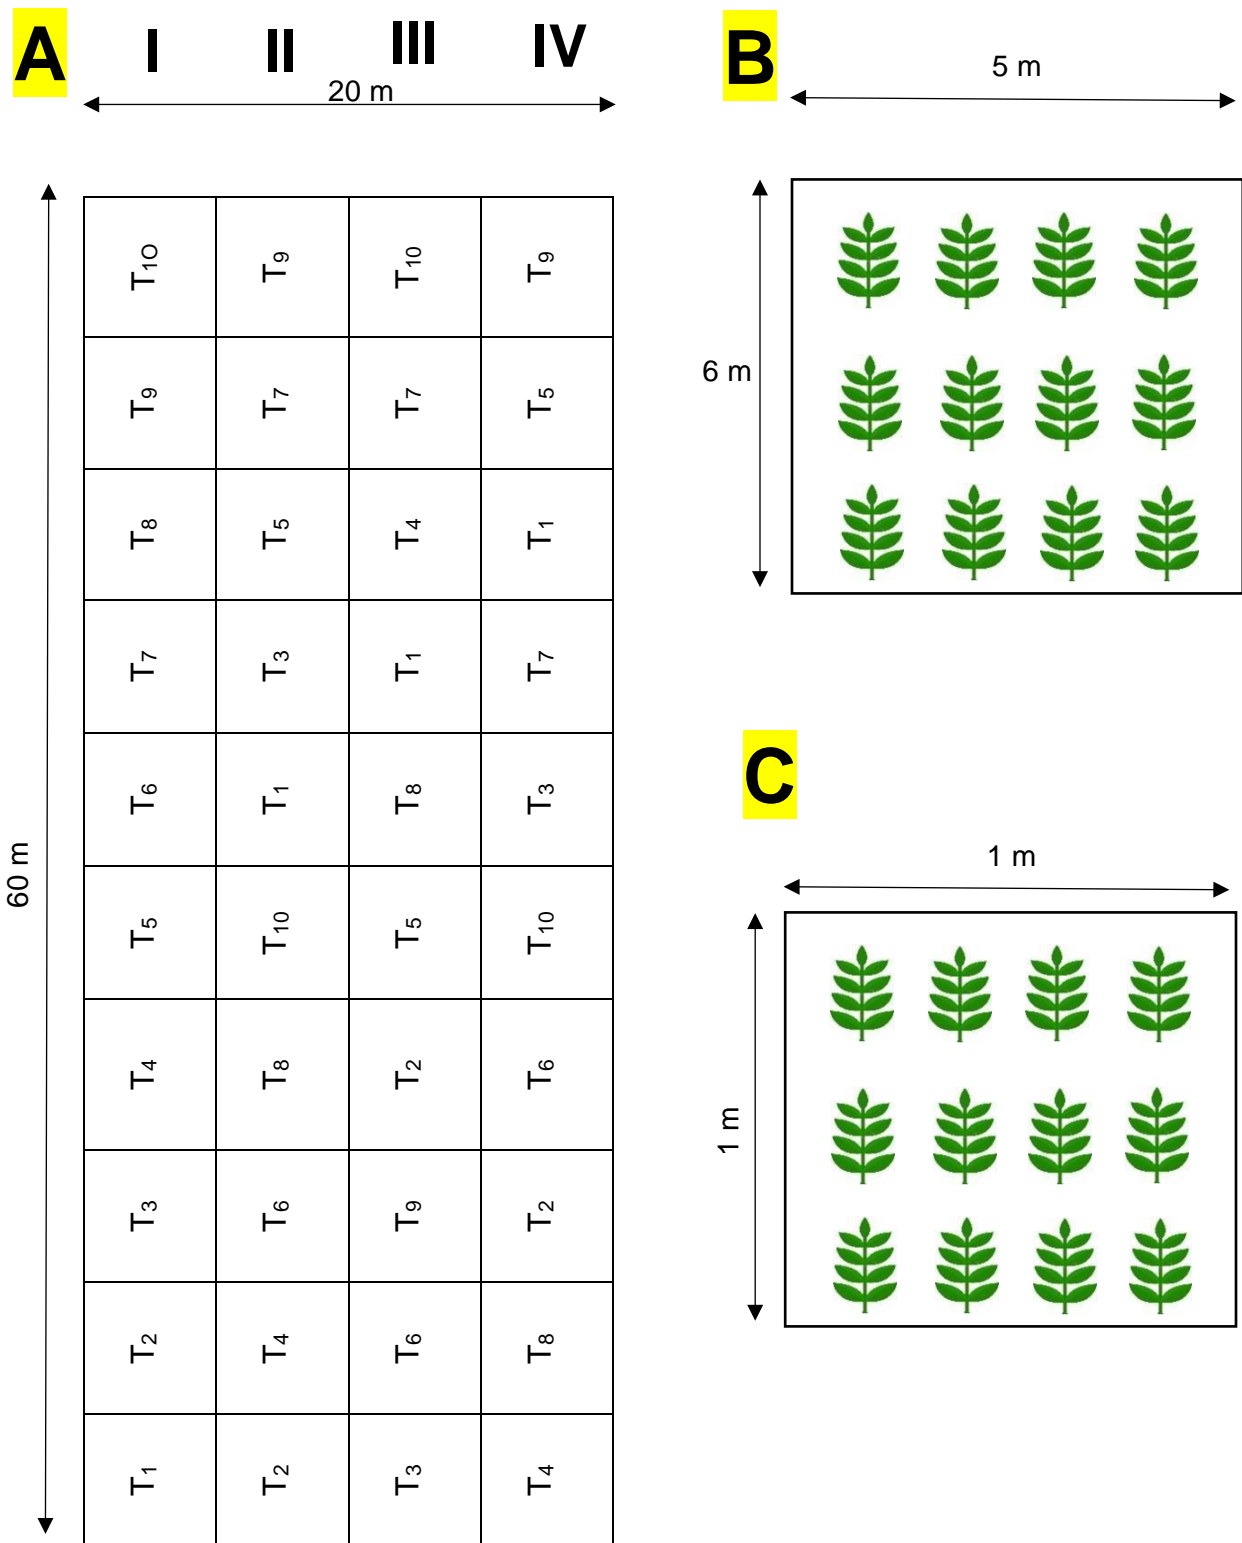 A I II III IV
20 m
60 m
T10 T9 T10 T9
T9 T7 T7 T5
T8 T5 T4 T1
T7 T3 T1 T7
T6 T1 T8 T3
T5 T10 T5 T10
T4 T8 T2 T6
T3 T6 T9 T2
T2 T4 T6 T8
T1 T2 T3 T4
B
5 m
6 m
C
1 m
1 m